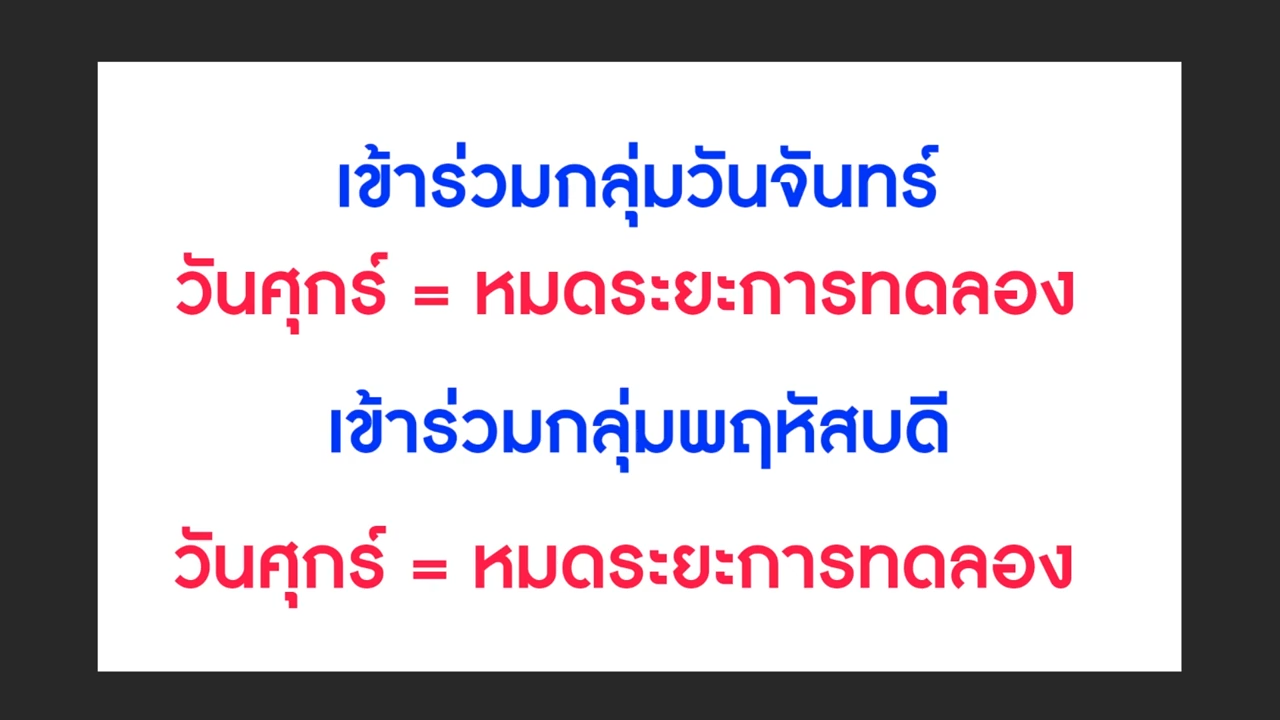 เข้าร่วมกลุ่มวันจันทร์
วันศุกร์ = หมดระยะการทดลอง
เข้าร่วมกลุ่มพฤหัสบดี
วันศุกร์ = หมดระยะการทดลอง